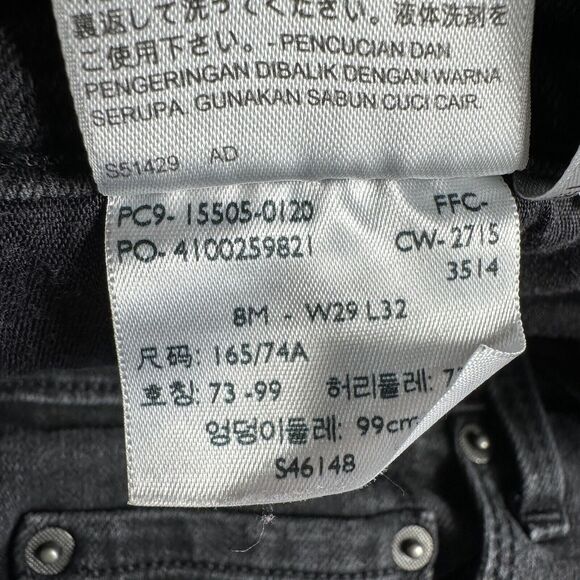 裏返して洗ってください。液体洗剤を
ご使用下さい。- PENCUCIAN DAN
PENGERINGAN DIBALIK DENGAN WARNA
SERUPA. GUNAKAN SABUN CUCI CAIR.
S51429 AD
PC9- 15505-0120 FFC-
PO- 4100259821 CW- 2715
3514
8M - W29 L32
尺码: 165/74A
호칭: 73 -99 허리둘레:
엉덩이둘레: 99cm
S46148